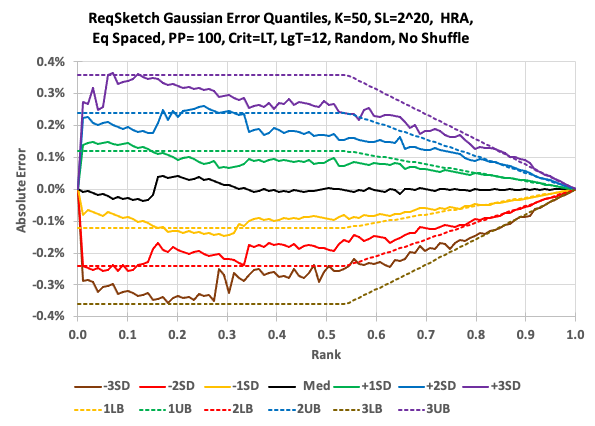 ReqSketch Gaussian Error Quantiles, K=50, SL=2^20, HRA,
Eq Spaced, PP= 100, Crit=LT, LgT=12, Random, No Shuffle
0.4%
0.3%
0.2%
0.1%
0.0%
-0.1%
-0.2%
-0.3%
-0.4%
Absolute Error
0.0 0.1 0.2 0.3 0.4 0.5 0.6 0.7 0.8 0.9 1.0
Rank
-3SD -2SD -1SD Med +1SD +2SD +3SD
1LB 1UB 2LB 2UB 3LB 3UB